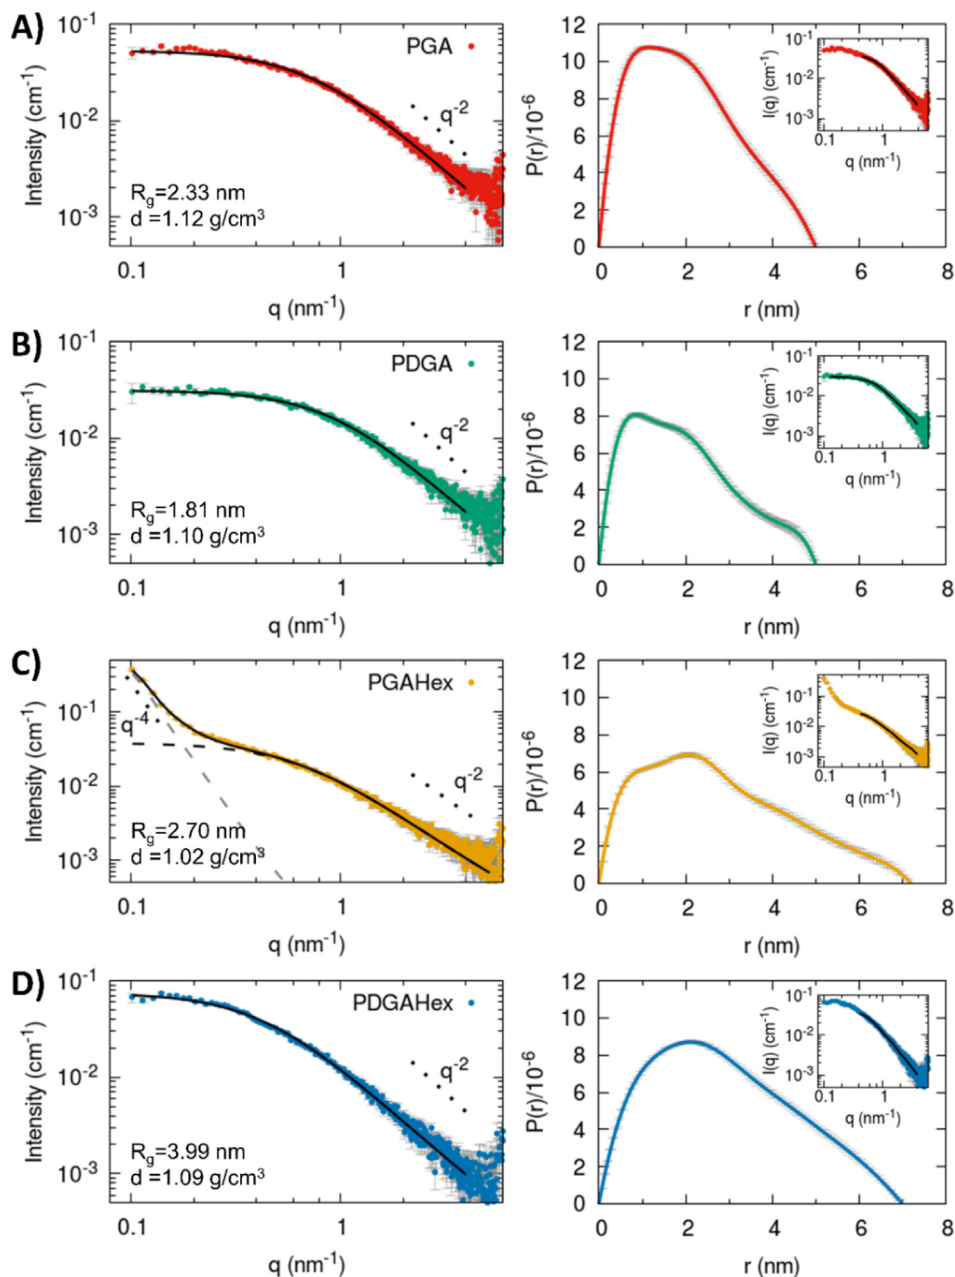 A)
Intensity (cm⁻¹)
10⁻¹
10⁻²
10⁻³
PGA
q⁻²
R_g=2.33 nm
d =1.12 g/cm³
0.1 1
q (nm⁻¹)
P(r)/10⁻⁶
12
10
8
6
4
2
0
0 2 4 6 8
r (nm)
I(q) (cm⁻¹)
10⁻¹
10⁻²
10⁻³
0.1 1
q (nm⁻¹)
B)
Intensity (cm⁻¹)
10⁻¹
10⁻²
10⁻³
PDGA
q⁻²
R_g=1.81 nm
d =1.10 g/cm³
0.1 1
q (nm⁻¹)
P(r)/10⁻⁶
12
10
8
6
4
2
0
0 2 4 6 8
r (nm)
I(q) (cm⁻¹)
10⁻¹
10⁻²
10⁻³
0.1 1
q (nm⁻¹)
C)
Intensity (cm⁻¹)
10⁻¹
10⁻²
10⁻³
PGAHex
q⁻⁴
q⁻²
R_g=2.70 nm
d =1.02 g/cm³
0.1 1
q (nm⁻¹)
P(r)/10⁻⁶
12
10
8
6
4
2
0
0 2 4 6 8
r (nm)
I(q) (cm⁻¹)
10⁻¹
10⁻²
10⁻³
0.1 1
q (nm⁻¹)
D)
Intensity (cm⁻¹)
10⁻¹
10⁻²
10⁻³
PDGAHex
q⁻²
R_g=3.99 nm
d =1.09 g/cm³
0.1 1
q (nm⁻¹)
P(r)/10⁻⁶
12
10
8
6
4
2
0
0 2 4 6 8
r (nm)
I(q) (cm⁻¹)
10⁻¹
10⁻²
10⁻³
0.1 1
q (nm⁻¹)